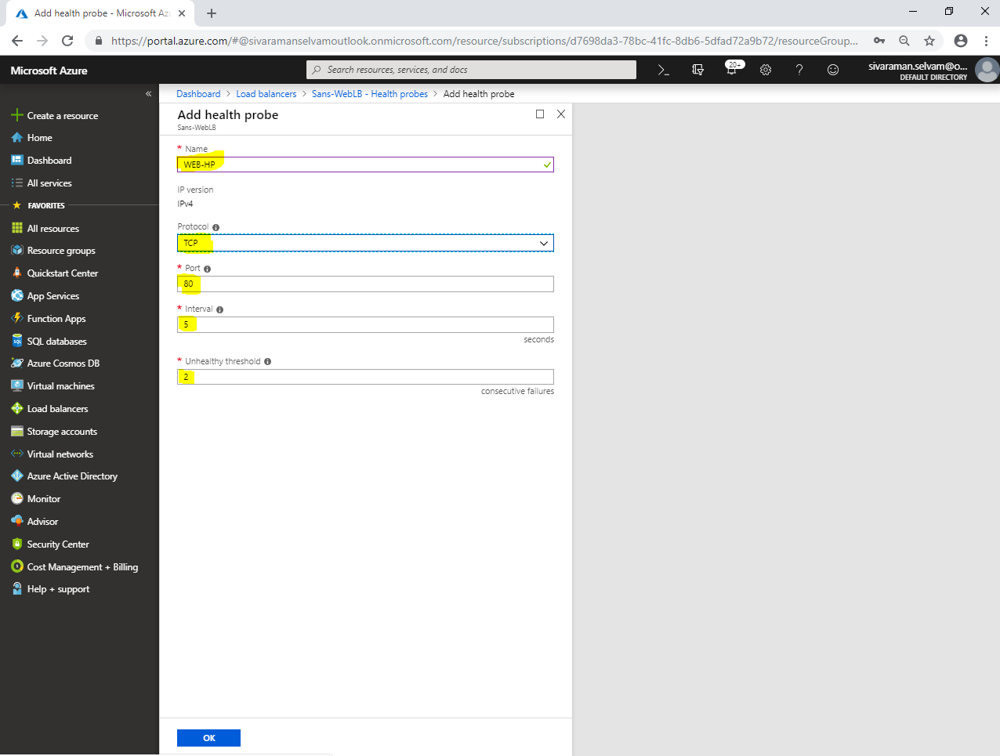 Add health probe - Microsoft Az
https://portal.azure.com/#@sivaramanselvamoutlook.onmicrosoft.com/resource/subscriptions/d7698da3-78bc-41fc-8db6-5dfad72a9b72/resourceGroup...
Microsoft Azure
Search resources, services, and docs
20+
sivaraman.selvam@o...
DEFAULT DIRECTORY
Dashboard > Load balancers > Sans-WebLB - Health probes > Add health probe
Create a resource
Home
Dashboard
All services
FAVORITES
All resources
Resource groups
Quickstart Center
App Services
Function Apps
SQL databases
Azure Cosmos DB
Virtual machines
Load balancers
Storage accounts
Virtual networks
Azure Active Directory
Monitor
Advisor
Security Center
Cost Management + Billing
Help + support
Add health probe
Sans-WebLB
* Name
WEB-HP
IP version
IPv4
Protocol
TCP
* Port
80
* Interval
5
seconds
* Unhealthy threshold
2
consecutive failures
OK